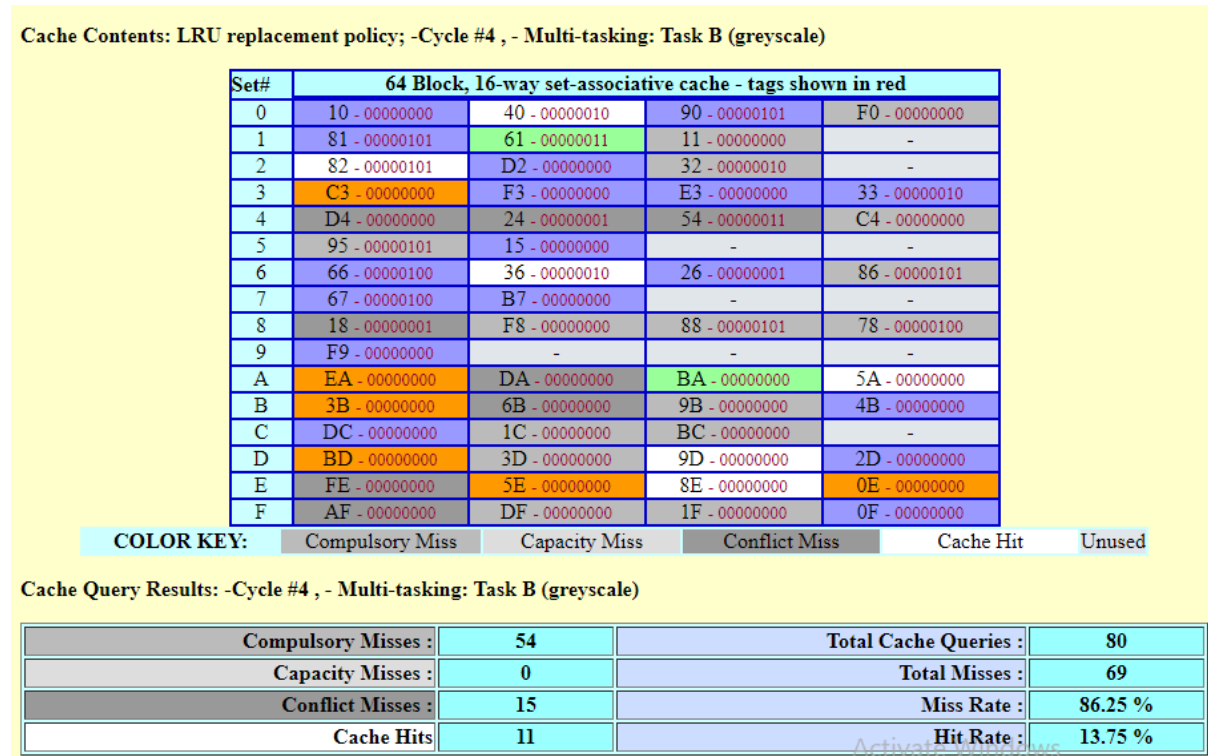 Cache Contents: LRU replacement policy; -Cycle #4 , - Multi-tasking: Task B (greyscale)
Set# 64 Block, 16-way set-associative cache - tags shown in red
0 10 - 00000000 40 - 00000010 90 - 00000101 F0 - 00000000
1 81 - 00000101 61 - 00000011 11 - 00000000 -
2 82 - 00000101 D2 - 00000000 32 - 00000010 -
3 C3 - 00000000 F3 - 00000000 E3 - 00000000 33 - 00000010
4 D4 - 00000000 24 - 00000001 54 - 00000011 C4 - 00000000
5 95 - 00000101 15 - 00000000 - -
6 66 - 00000100 36 - 00000010 26 - 00000001 86 - 00000101
7 67 - 00000100 B7 - 00000000 - -
8 18 - 00000001 F8 - 00000000 88 - 00000101 78 - 00000100
9 F9 - 00000000 - - -
A EA - 00000000 DA - 00000000 BA - 00000000 5A - 00000000
B 3B - 00000000 6B - 00000000 9B - 00000000 4B - 00000000
C DC - 00000000 1C - 00000000 BC - 00000000 -
D BD - 00000000 3D - 00000000 9D - 00000000 2D - 00000000
E FE - 00000000 5E - 00000000 8E - 00000000 0E - 00000000
F AF - 00000000 DF - 00000000 1F - 00000000 0F - 00000000
COLOR KEY: Compulsory Miss Capacity Miss Conflict Miss Cache Hit Unused
Cache Query Results: -Cycle #4 , - Multi-tasking: Task B (greyscale)
Compulsory Misses : 54 Total Cache Queries : 80
Capacity Misses : 0 Total Misses : 69
Conflict Misses : 15 Miss Rate : 86.25 %
Cache Hits 11 Hit Rate : 13.75 %
Activate Windows